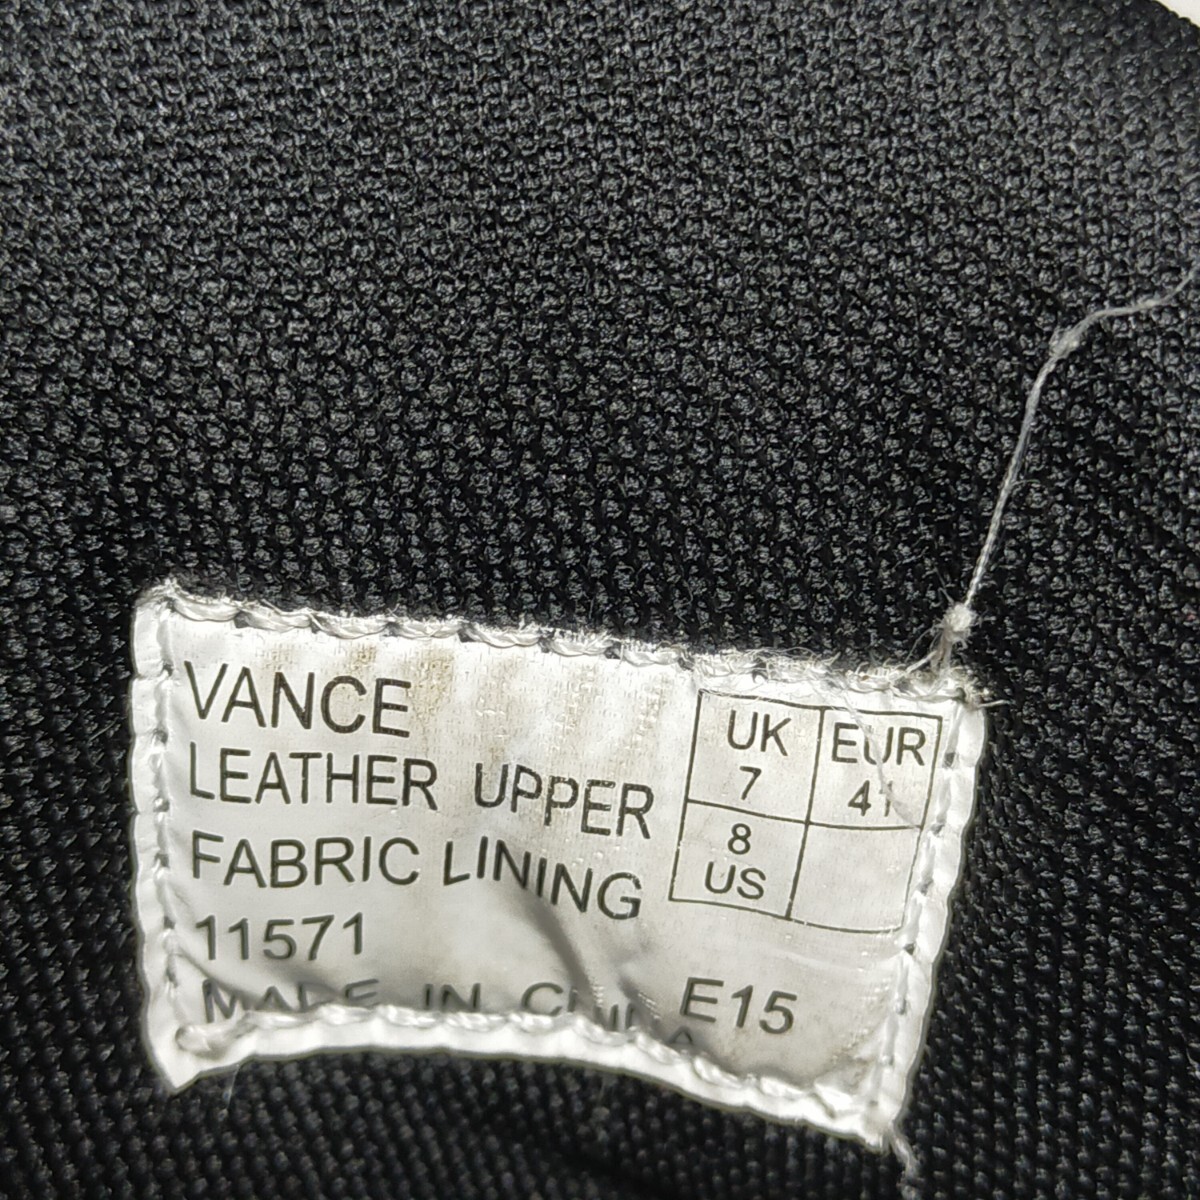 VANCE
LEATHER UPPER
FABRIC LINING
11571
MADE IN CHINA
E15
UK EUR
7 41
8
US